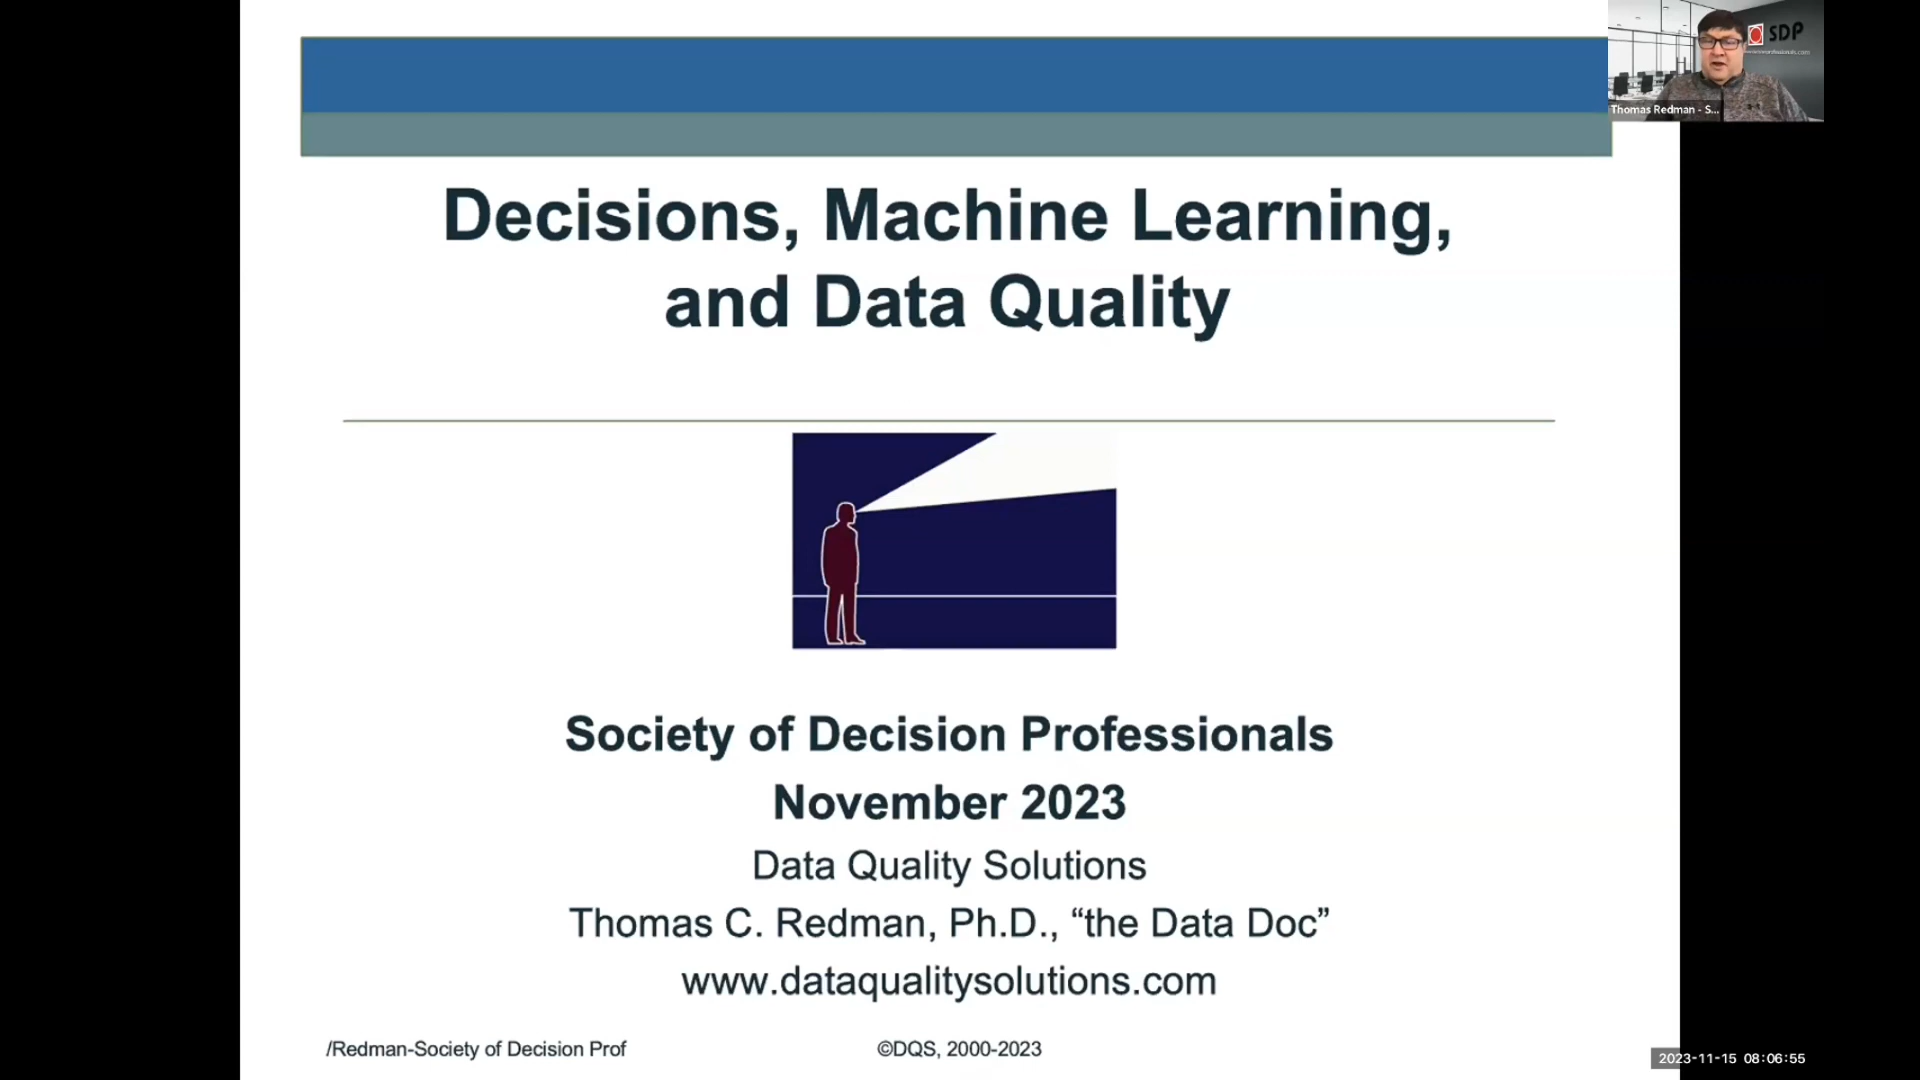 SDP
Thomas Redman - S...
Decisions, Machine Learning,
and Data Quality
Society of Decision Professionals
November 2023
Data Quality Solutions
Thomas C. Redman, Ph.D., “the Data Doc”
www.dataqualitysolutions.com
/Redman-Society of Decision Prof
©DQS, 2000-2023
2023-11-15 08:06:55